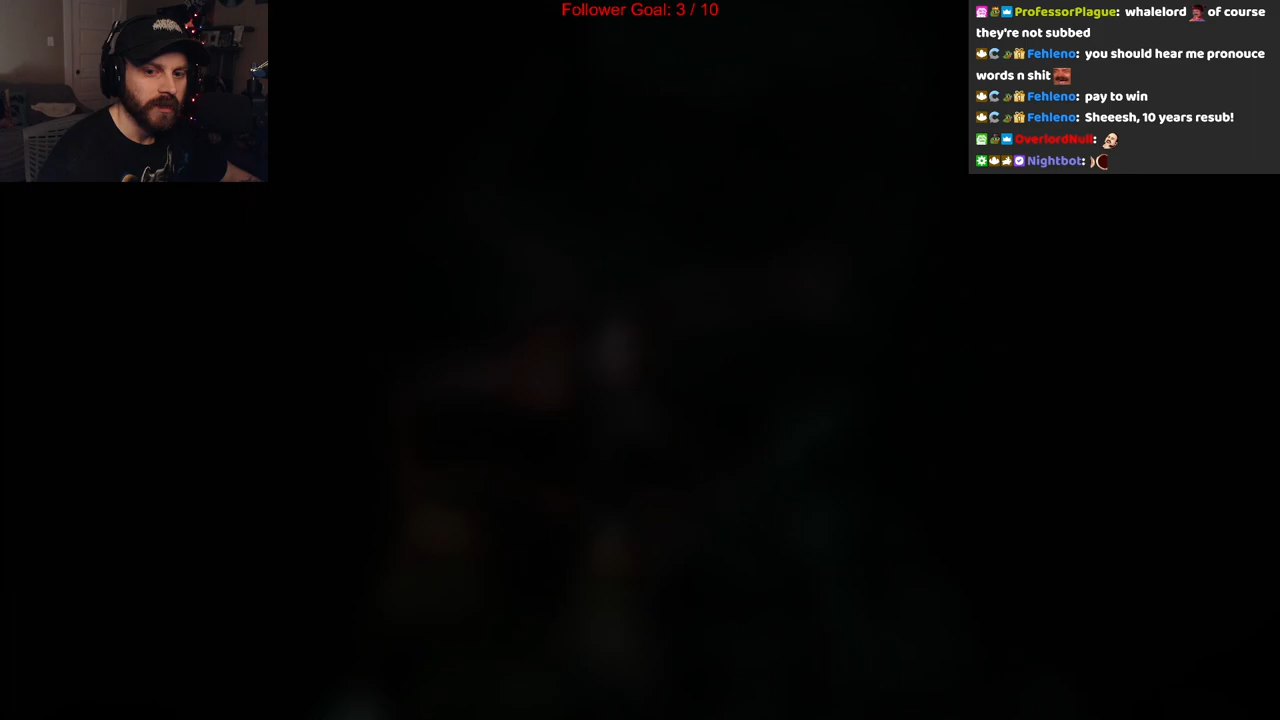 Follower Goal: 3 / 10
ProfessorPlague: whalelord of course
they're not subbed
Fehleno: you should hear me pronouce
words n shit
Fehleno: pay to win
Fehleno: Sheeesh, 10 years resub!
OverlordNull:
Nightbot: